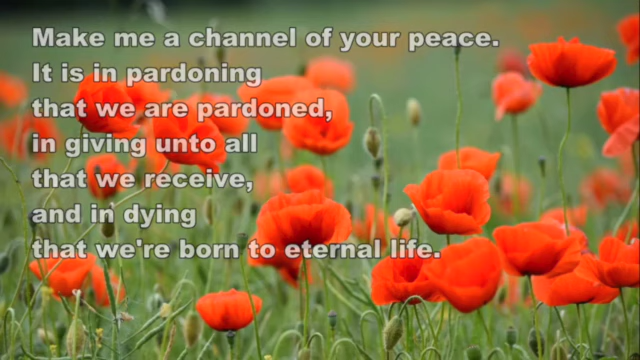 Make me a channel of your peace.
It is in pardoning
that we are pardoned,
in giving unto all
that we receive,
and in dying
that we're born to eternal life.